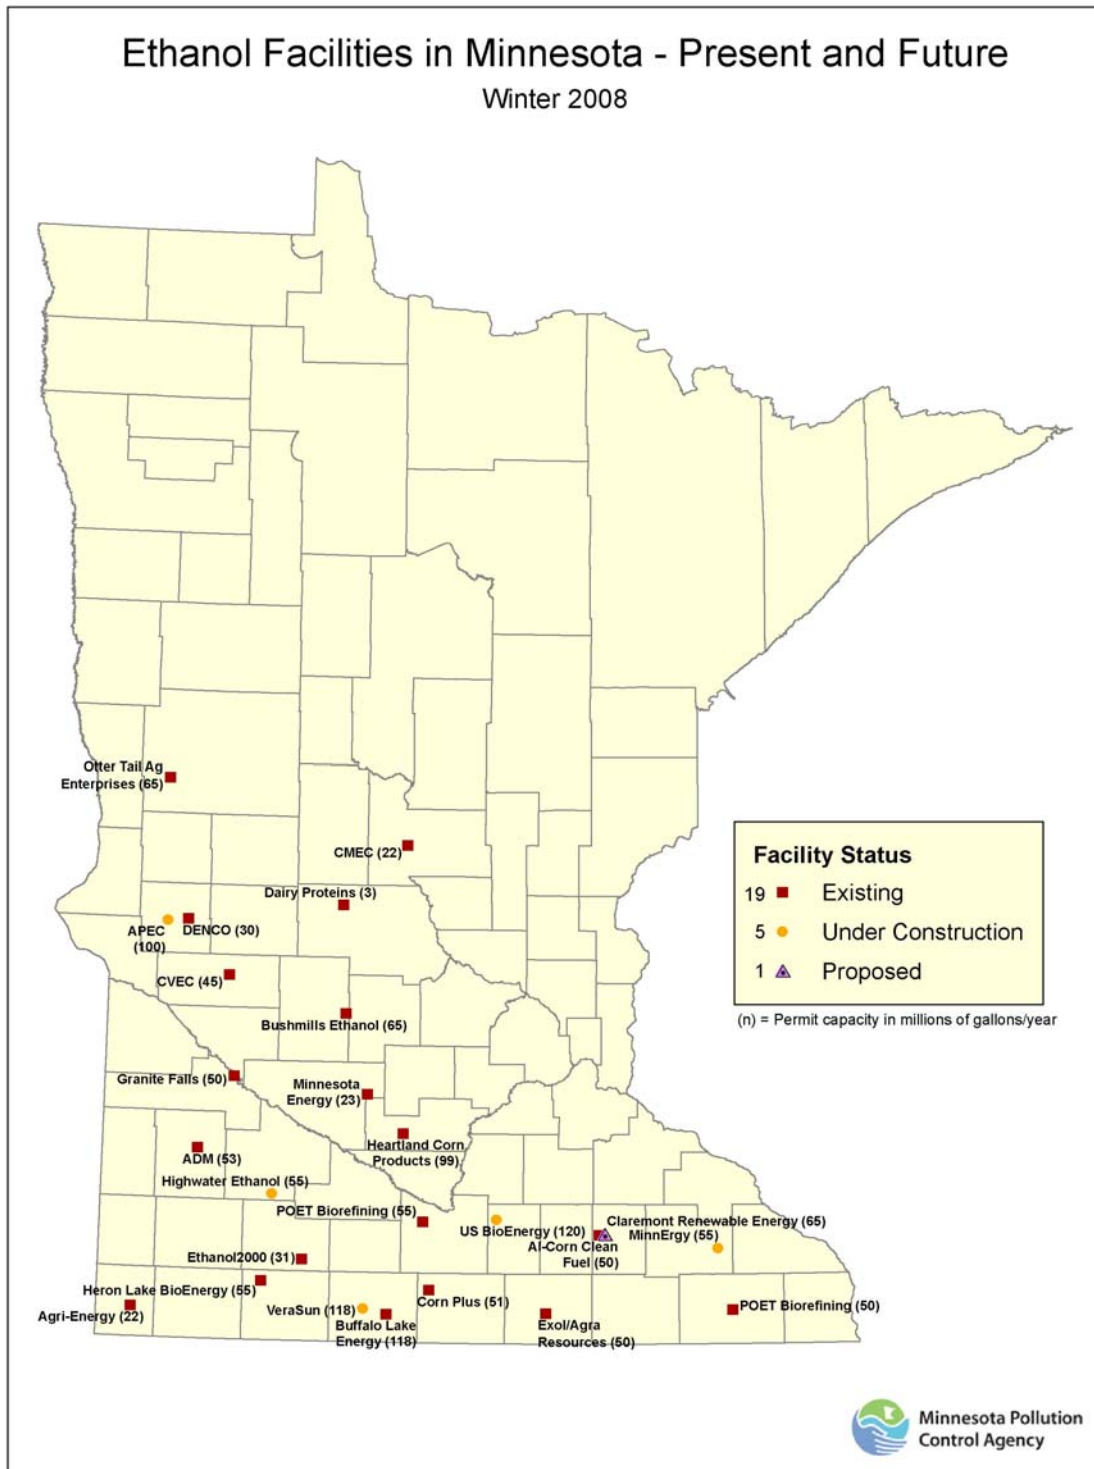 Ethanol Facilities in Minnesota - Present and Future
Winter 2008
Otter Tail Ag
Enterprises (65)
CMEC (22)
Dairy Proteins (3)
APEC
(100)
DENCO (30)
CVEC (45)
Bushmills Ethanol (65)
Granite Falls (50)
Minnesota
Energy (23)
Heartland Corn
Products (99)
ADM (53)
Highwater Ethanol (55)
POET Biorefining (55)
US BioEnergy (120)
Claremont Renewable Energy (65)
MinnErgy (55)
Al-Corn Clean
Fuel (50)
Ethanol2000 (31)
Heron Lake BioEnergy (55)
Agri-Energy (22)
VeraSun (118)
Buffalo Lake
Energy (118)
Corn Plus (51)
Exol/Agra
Resources (50)
POET Biorefining (50)
Facility Status
19 Existing
5 Under Construction
1 Proposed
(n) = Permit capacity in millions of gallons/year
Minnesota Pollution
Control Agency